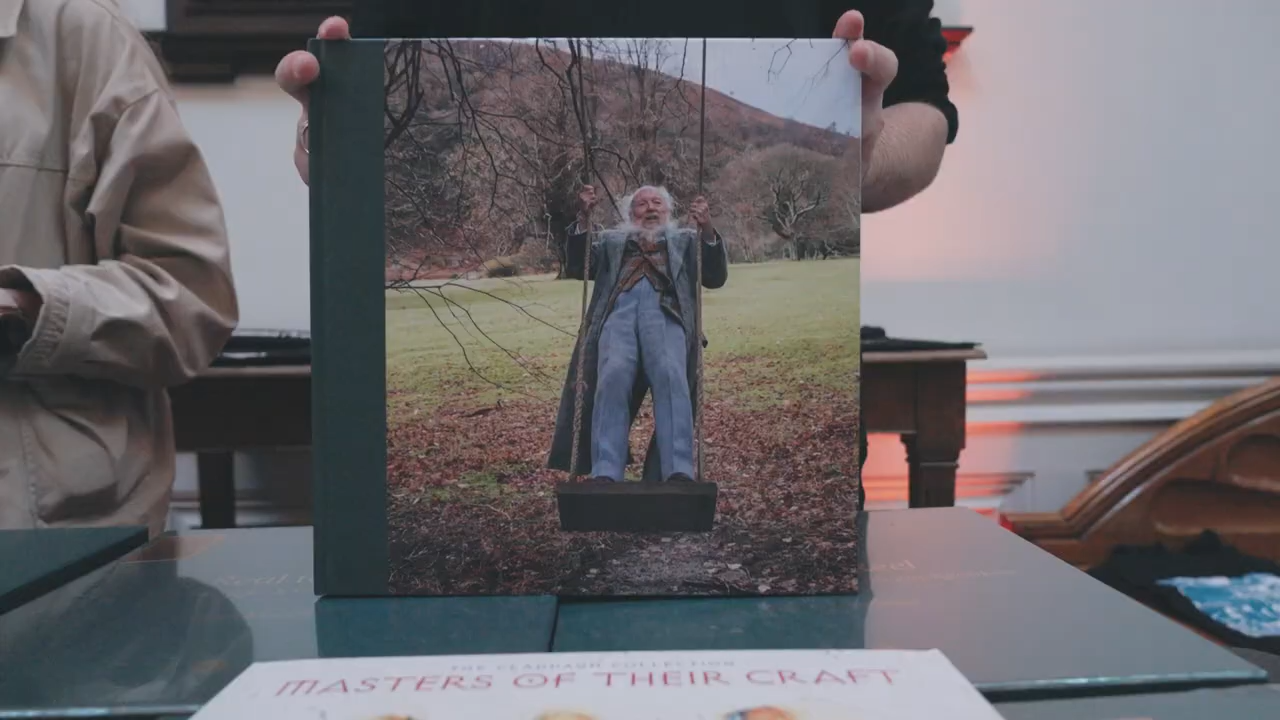 THE CLADDAGH COLLECTION
MASTERS OF THEIR CRAFT